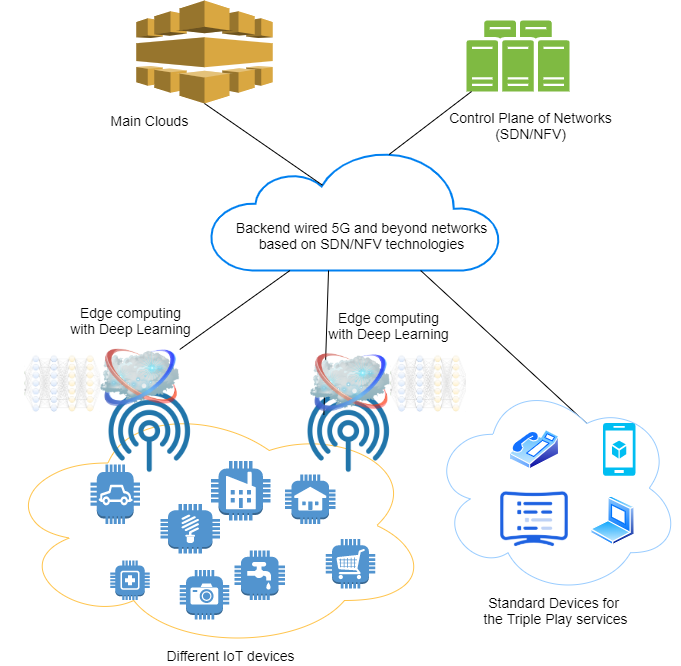 Main Clouds
Control Plane of Networks
(SDN/NFV)
Backend wired 5G and beyond networks
based on SDN/NFV technologies
Edge computing
with Deep Learning
Edge computing
with Deep Learning
Standard Devices for
the Triple Play services
Different IoT devices